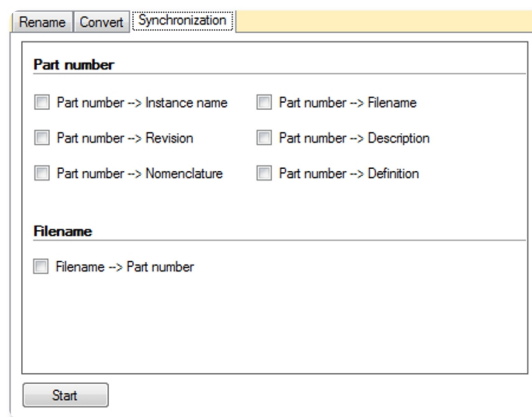 Rename Convert Synchronization
Part number
Part number --> Instance name Part number --> Filename
Part number --> Revision Part number --> Description
Part number --> Nomenclature Part number --> Definition
Filename
Filename --> Part number
Start